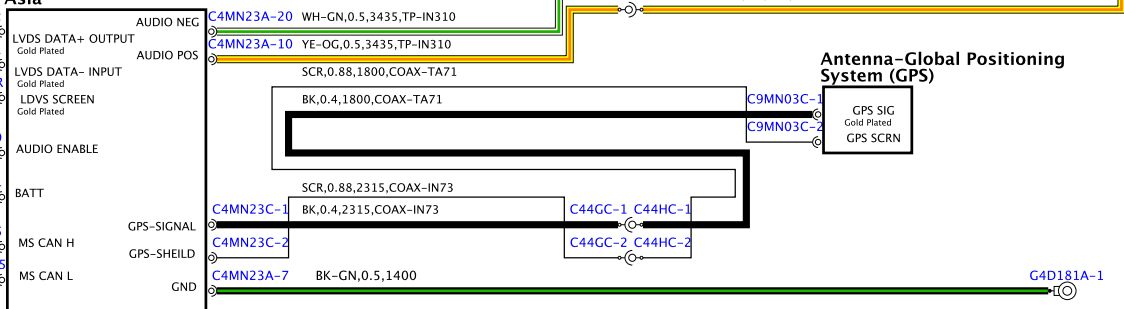 Asia
AUDIO NEG
C4MN23A-20 WH-GN,0.5,3435,TP-IN310
LVDS DATA+ OUTPUT
Gold Plated
AUDIO POS
C4MN23A-10 YE-OG,0.5,3435,TP-IN310
LVDS DATA- INPUT
Gold Plated
SCR,0.88,1800,COAX-TA71
Antenna-Global Positioning
System (GPS)
LDVS SCREEN
Gold Plated
BK,0.4,1800,COAX-TA71
C9MN03C-1
GPS SIG
Gold Plated
C9MN03C-2
GPS SCRN
AUDIO ENABLE
BATT
SCR,0.88,2315,COAX-IN73
C4MN23C-1
BK,0.4,2315,COAX-IN73
C44GC-1 C44HC-1
GPS-SIGNAL
MS CAN H
C4MN23C-2
C44GC-2 C44HC-2
GPS-SHEILD
MS CAN L
C4MN23A-7
BK-GN,0.5,1400
G4D181A-1
GND